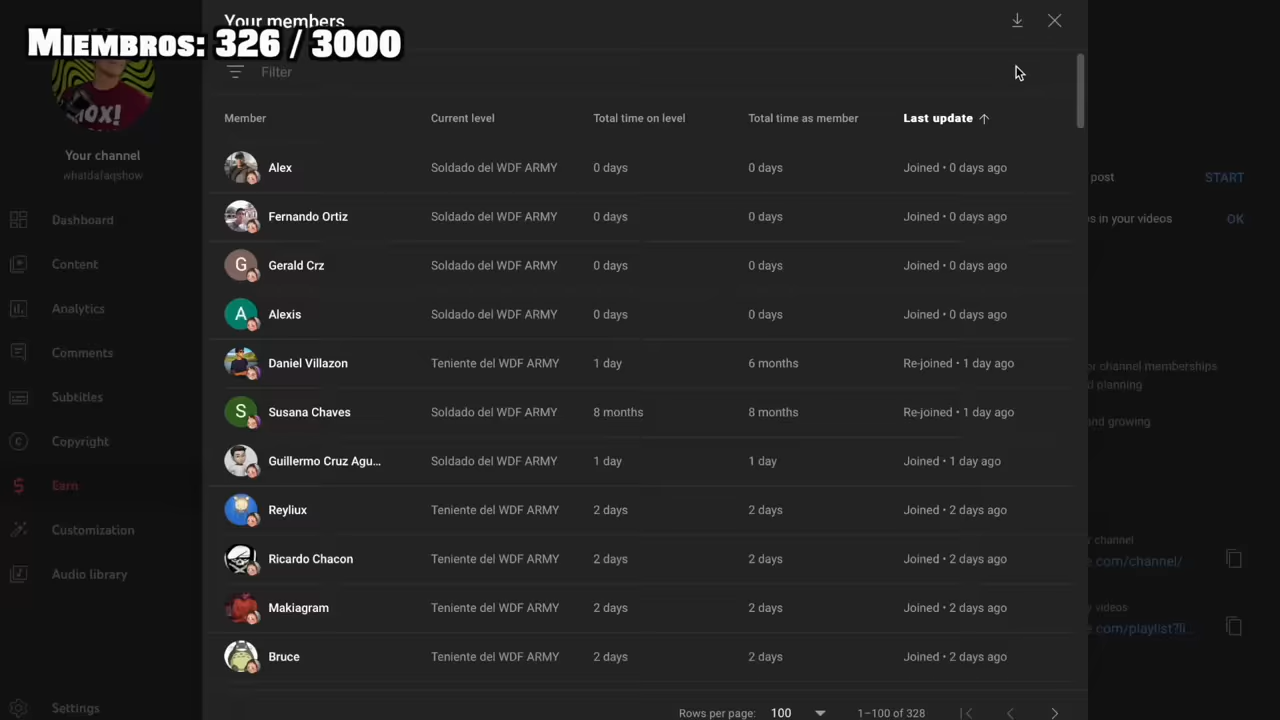 Your members
MIEMBROS: 326 / 3000
Filter
Member Current level Total time on level Total time as member Last update
Alex Soldado del WDF ARMY 0 days 0 days Joined • 0 days ago
Fernando Ortiz Soldado del WDF ARMY 0 days 0 days Joined • 0 days ago
G Gerald Crz Soldado del WDF ARMY 0 days 0 days Joined • 0 days ago
A Alexis Soldado del WDF ARMY 0 days 0 days Joined • 0 days ago
Daniel Villazon Teniente del WDF ARMY 1 day 6 months Re-joined • 1 day ago
S Susana Chaves Soldado del WDF ARMY 8 months 8 months Re-joined • 1 day ago
Guillermo Cruz Agu... Soldado del WDF ARMY 1 day 1 day Joined • 1 day ago
Reyliux Teniente del WDF ARMY 2 days 2 days Joined • 2 days ago
Ricardo Chacon Teniente del WDF ARMY 2 days 2 days Joined • 2 days ago
Makiagram Teniente del WDF ARMY 2 days 2 days Joined • 2 days ago
Bruce Teniente del WDF ARMY 2 days 2 days Joined • 2 days ago
Rows per page: 100 1–100 of 328
Your channel
whatdafaqshow
Dashboard
Content
Analytics
Comments
Subtitles
Copyright
Earn
Customization
Audio library
Settings
post START
s in your videos OK
or channel memberships
d planning
and growing
r channel
e.com/channel/
y videos
e.com/playlist?li...